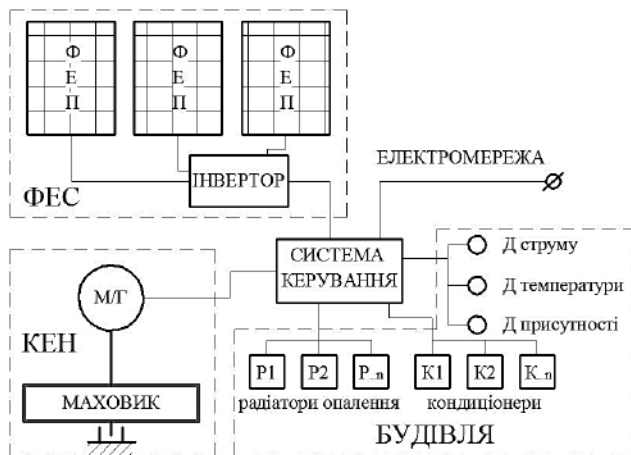 Ф Ф Ф
Е Е Е
П П П
ІНВЕРТОР
ФЕС
ЕЛЕКТРОМЕРЕЖА
СИСТЕМА
КЕРУВАННЯ
Д струму
Д температури
Д присутності
М/Г
КЕН
МАХОВИК
Р1 Р2 Р_n К1 К2 К_n
радіатори опалення кондиціонери
БУДІВЛЯ